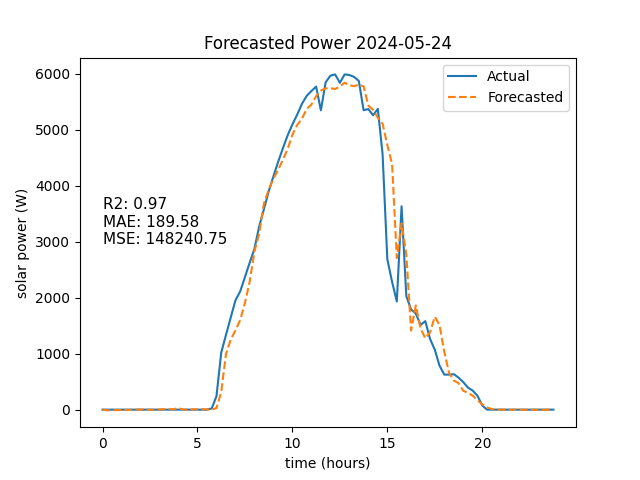 Forecasted Power 2024-05-24
Actual
Forecasted
R2: 0.97
MAE: 189.58
MSE: 148240.75
solar power (W)
6000
5000
4000
3000
2000
1000
0
0 5 10 15 20
time (hours)